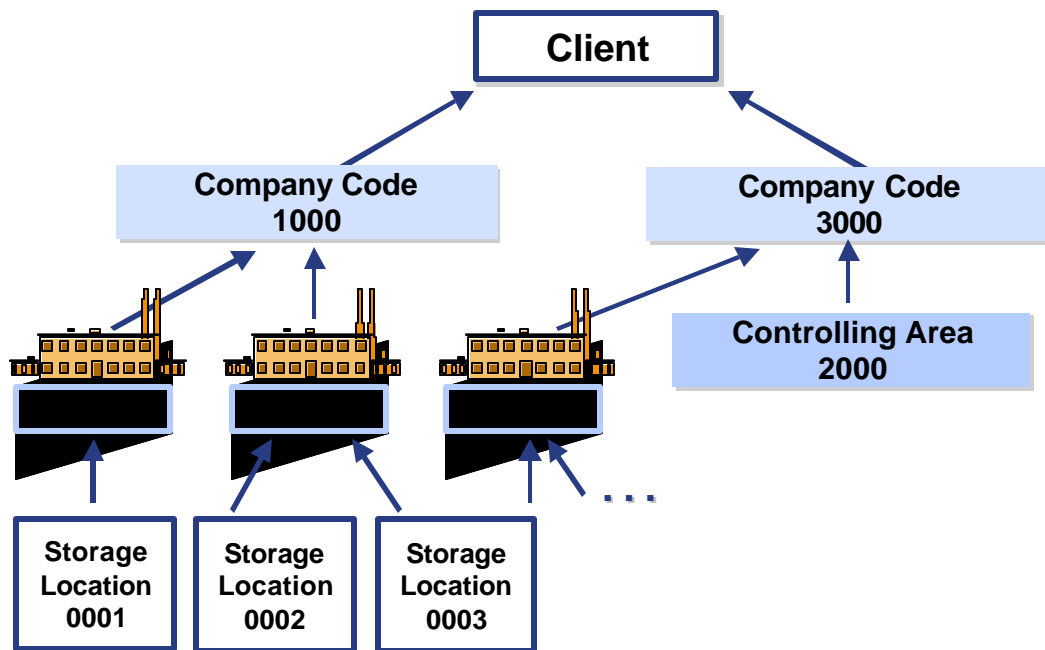 Client
Company Code
1000
Company Code
3000
Controlling Area
2000
...
Storage
Location
0001
Storage
Location
0002
Storage
Location
0003